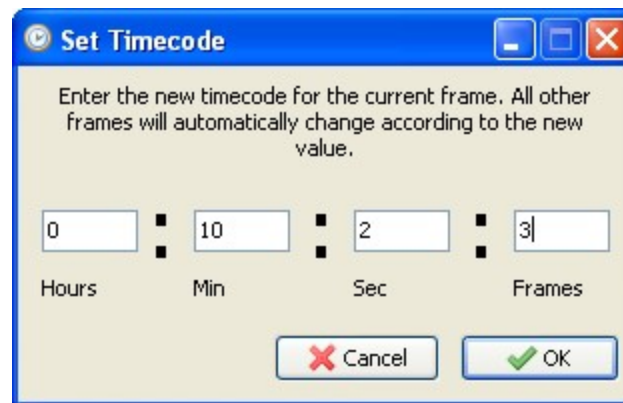 Set Timecode
Enter the new timecode for the current frame. All other
frames will automatically change according to the new
value.
0 : 10 : 2 : 3
Hours Min Sec Frames
Cancel OK